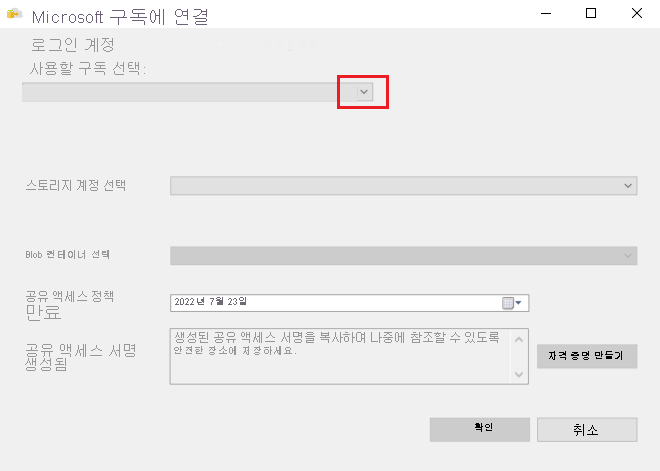 Microsoft 구독에 연결
로그인 계정
사용할 구독 선택:
스토리지 계정 선택
Blob 컨테이너 선택
공유 액세스 정책
만료
2022년 7월 23일
공유 액세스 서명
생성됨
생성된 공유 액세스 서명을 복사하여 나중에 참조할 수 있도록
안전한 장소에 저장하세요.
자격 증명 만들기
확인
취소